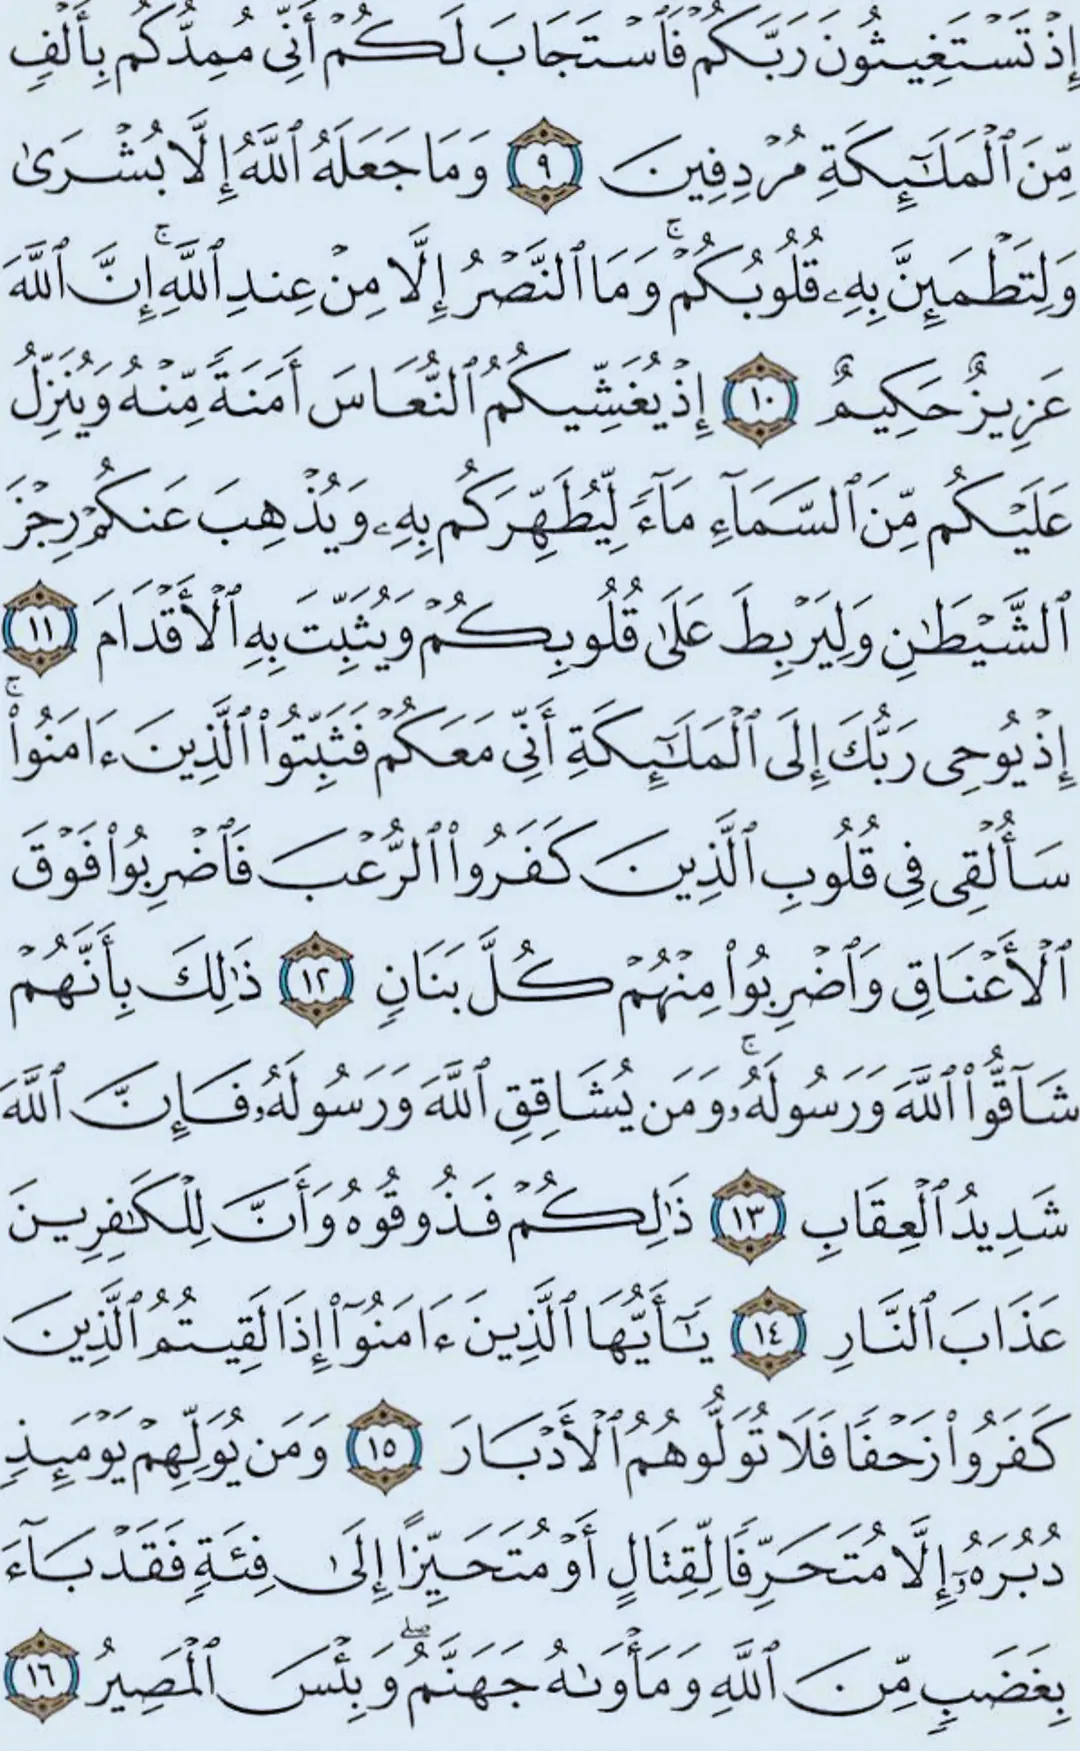 إِذْ تَسْتَغِيثُونَ رَبَّكُمْ فَٱسْتَجَابَ لَكُمْ أَنِّى مُمِدُّكُم بِأَلْفٍ
مِّنَ ٱلْمَلَـٰٓئِكَةِ مُرْدِفِينَ ٩ وَمَا جَعَلَهُ ٱللَّهُ إِلَّا بُشْرَىٰ
وَلِتَطْمَئِنَّ بِهِۦ قُلُوبُكُمْ ۚ وَمَا ٱلنَّصْرُ إِلَّا مِنْ عِندِ ٱللَّهِ ۚ إِنَّ ٱللَّهَ
عَزِيزٌ حَكِيمٌ ١٠ إِذْ يُغَشِّيكُمُ ٱلنُّعَاسَ أَمَنَةً مِّنْهُ وَيُنَزِّلُ
عَلَيْكُم مِّنَ ٱلسَّمَآءِ مَآءً لِّيُطَهِّرَكُم بِهِۦ وَيُذْهِبَ عَنكُمْ رِجْزَ
ٱلشَّيْطَـٰنِ وَلِيَرْبِطَ عَلَىٰ قُلُوبِكُمْ وَيُثَبِّتَ بِهِ ٱلْأَقْدَامَ ١١
إِذْ يُوحِى رَبُّكَ إِلَى ٱلْمَلَـٰٓئِكَةِ أَنِّى مَعَكُمْ فَثَبِّتُوا۟ ٱلَّذِينَ ءَامَنُوا۟ ۚ
سَأُلْقِى فِى قُلُوبِ ٱلَّذِينَ كَفَرُوا۟ ٱلرُّعْبَ فَٱضْرِبُوا۟ فَوْقَ
ٱلْأَعْنَاقِ وَٱضْرِبُوا۟ مِنْهُمْ كُلَّ بَنَانٍ ١٢ ذَٰلِكَ بِأَنَّهُمْ
شَآقُّوا۟ ٱللَّهَ وَرَسُولَهُۥ ۚ وَمَن يُشَاقِقِ ٱللَّهَ وَرَسُولَهُۥ فَإِنَّ ٱللَّهَ
شَدِيدُ ٱلْعِقَابِ ١٣ ذَٰلِكُمْ فَذُوقُوهُ وَأَنَّ لِلْكَـٰفِرِينَ
عَذَابَ ٱلنَّارِ ١٤ يَـٰٓأَيُّهَا ٱلَّذِينَ ءَامَنُوٓا۟ إِذَا لَقِيتُمُ ٱلَّذِينَ
كَفَرُوا۟ زَحْفًا فَلَا تُوَلُّوهُمُ ٱلْأَدْبَارَ ١٥ وَمَن يُوَلِّهِمْ يَوْمَئِذٍ
دُبُرَهُۥٓ إِلَّا مُتَحَرِّفًا لِّقِتَالٍ أَوْ مُتَحَيِّزًا إِلَىٰ فِئَةٍ فَقَدْ بَآءَ
بِغَضَبٍ مِّنَ ٱللَّهِ وَمَأْوَىٰهُ جَهَنَّمُ ۖ وَبِئْسَ ٱلْمَصِيرُ ١٦